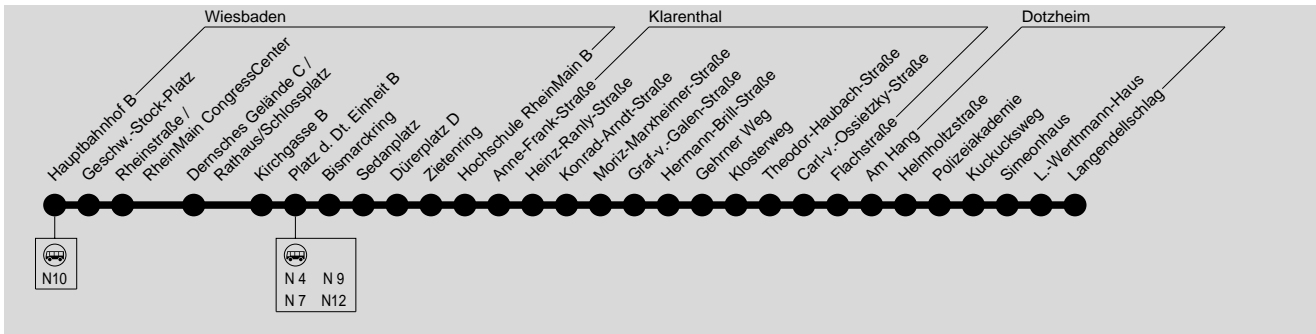 Wiesbaden
Klarenthal
Dotzheim
Hauptbahnhof B
Geschw.-Stock-Platz
Rheinstraße /
RheinMain CongressCenter
Dernsches Gelände C /
Rathaus/Schlossplatz
Kirchgasse B
Platz d. Dt. Einheit B
Bismarckring
Sedanplatz
Dürerplatz D
Zietenring
Hochschule RheinMain B
Anne-Frank-Straße
Heinz-Ranly-Straße
Konrad-Arndt-Straße
Moriz-Marxheimer-Straße
Graf-v.-Galen-Straße
Hermann-Brill-Straße
Gehrner Weg
Klosterweg
Theodor-Haubach-Straße
Carl-v.-Ossietzky-Straße
Flachstraße
Am Hang
Helmholtzstraße
Polizeiakademie
Kuckucksweg
Simeonhaus
L.-Werthmann-Haus
Langendellschlag
N10
N 4 N 9
N 7 N12